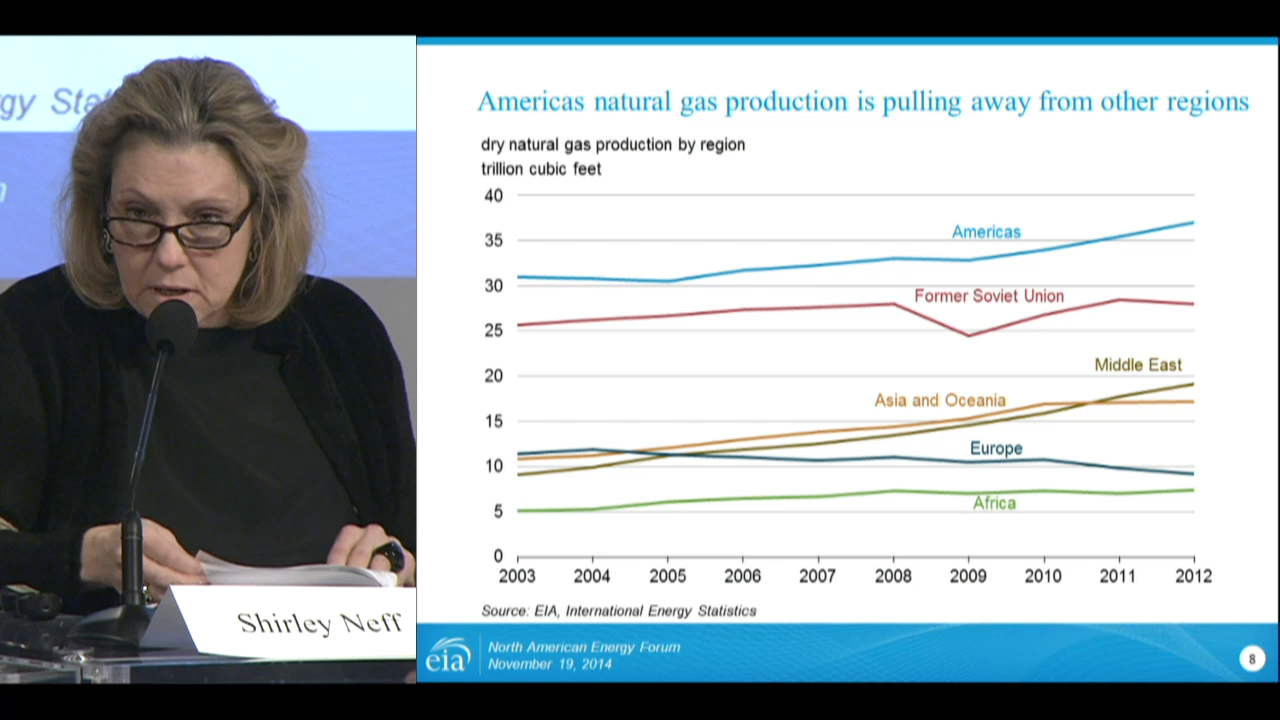 gy Sta
Shirley Neff
Americas natural gas production is pulling away from other regions
dry natural gas production by region
trillion cubic feet
40
35
30
25
20
15
10
5
0
Americas
Former Soviet Union
Middle East
Asia and Oceania
Europe
Africa
2003 2004 2005 2006 2007 2008 2009 2010 2011 2012
Source: EIA, International Energy Statistics
eia
North American Energy Forum
November 19, 2014
8